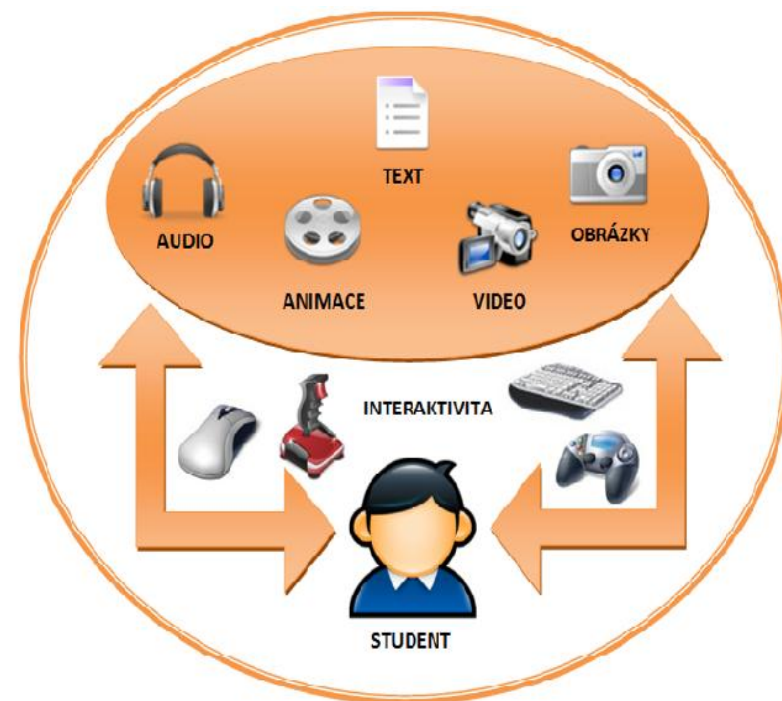 TEXT
AUDIO
OBRÁZKY
ANIMACE
VIDEO
INTERAKTIVITA
STUDENT